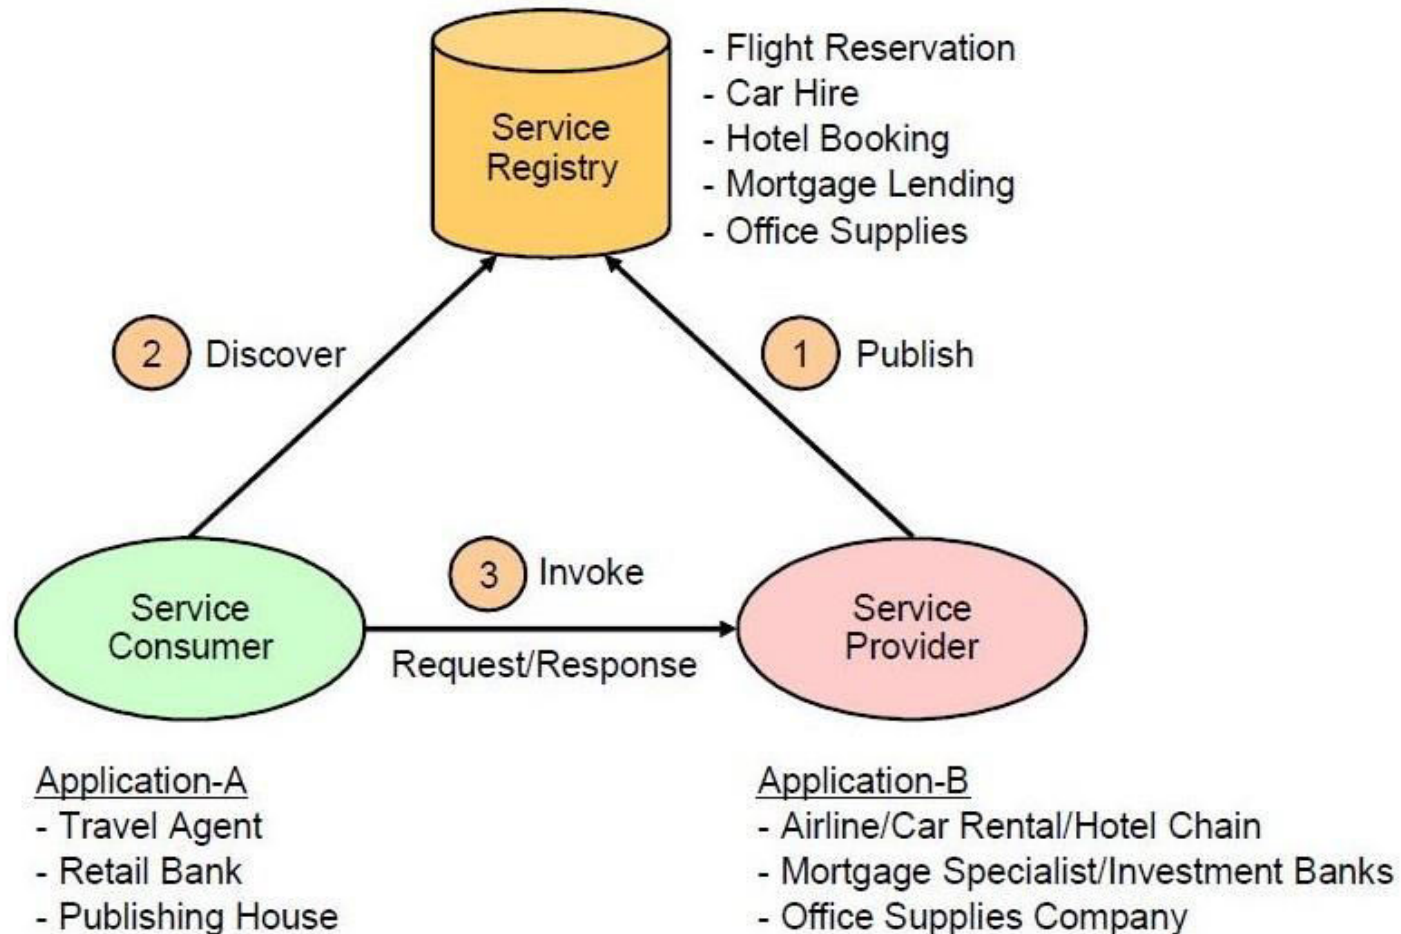 Service
Registry
- Flight Reservation
- Car Hire
- Hotel Booking
- Mortgage Lending
- Office Supplies
2 Discover
1 Publish
3 Invoke
Request/Response
Service
Consumer
Service
Provider
Application-A
- Travel Agent
- Retail Bank
- Publishing House
Application-B
- Airline/Car Rental/Hotel Chain
- Mortgage Specialist/Investment Banks
- Office Supplies Company